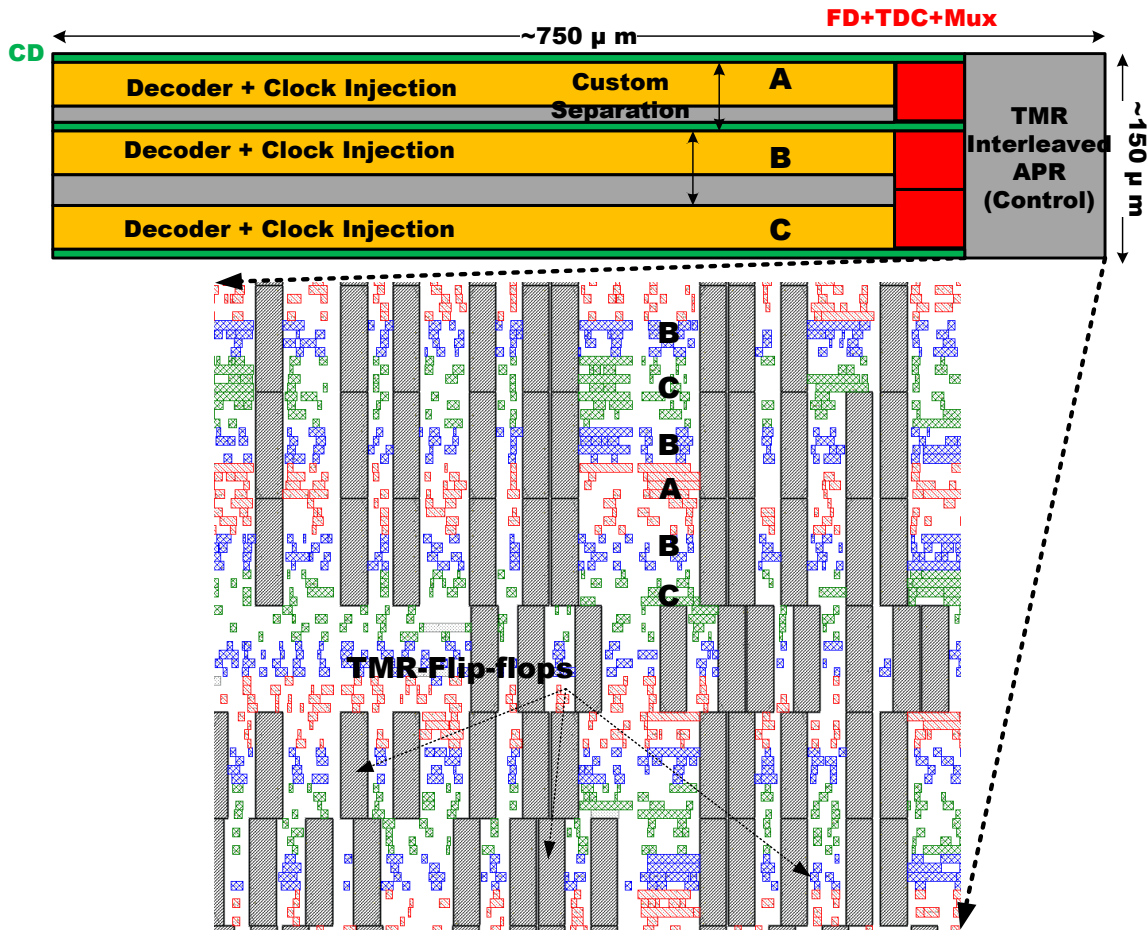 FD+TDC+Mux
~750 µ m
CD
Decoder + Clock Injection
Custom
Separation
A
Decoder + Clock Injection
B
Decoder + Clock Injection
C
TMR
Interleaved
APR
(Control)
~150 µ m
B
C
B
A
B
C
TMR-Flip-flops